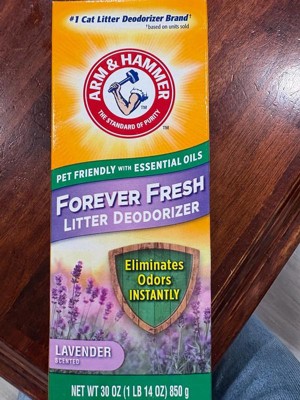 #1 Cat Litter Deodorizer Brand†
†based on units sold
ARM & HAMMER
TM
THE STANDARD OF PURITY
TM
PET FRIENDLY WITH ESSENTIAL OILS
FOREVER FRESH
LITTER DEODORIZER
Eliminates
Odors
INSTANTLY
LAVENDER
SCENTED
NET WT 30 OZ (1 LB 14 OZ) 850 g